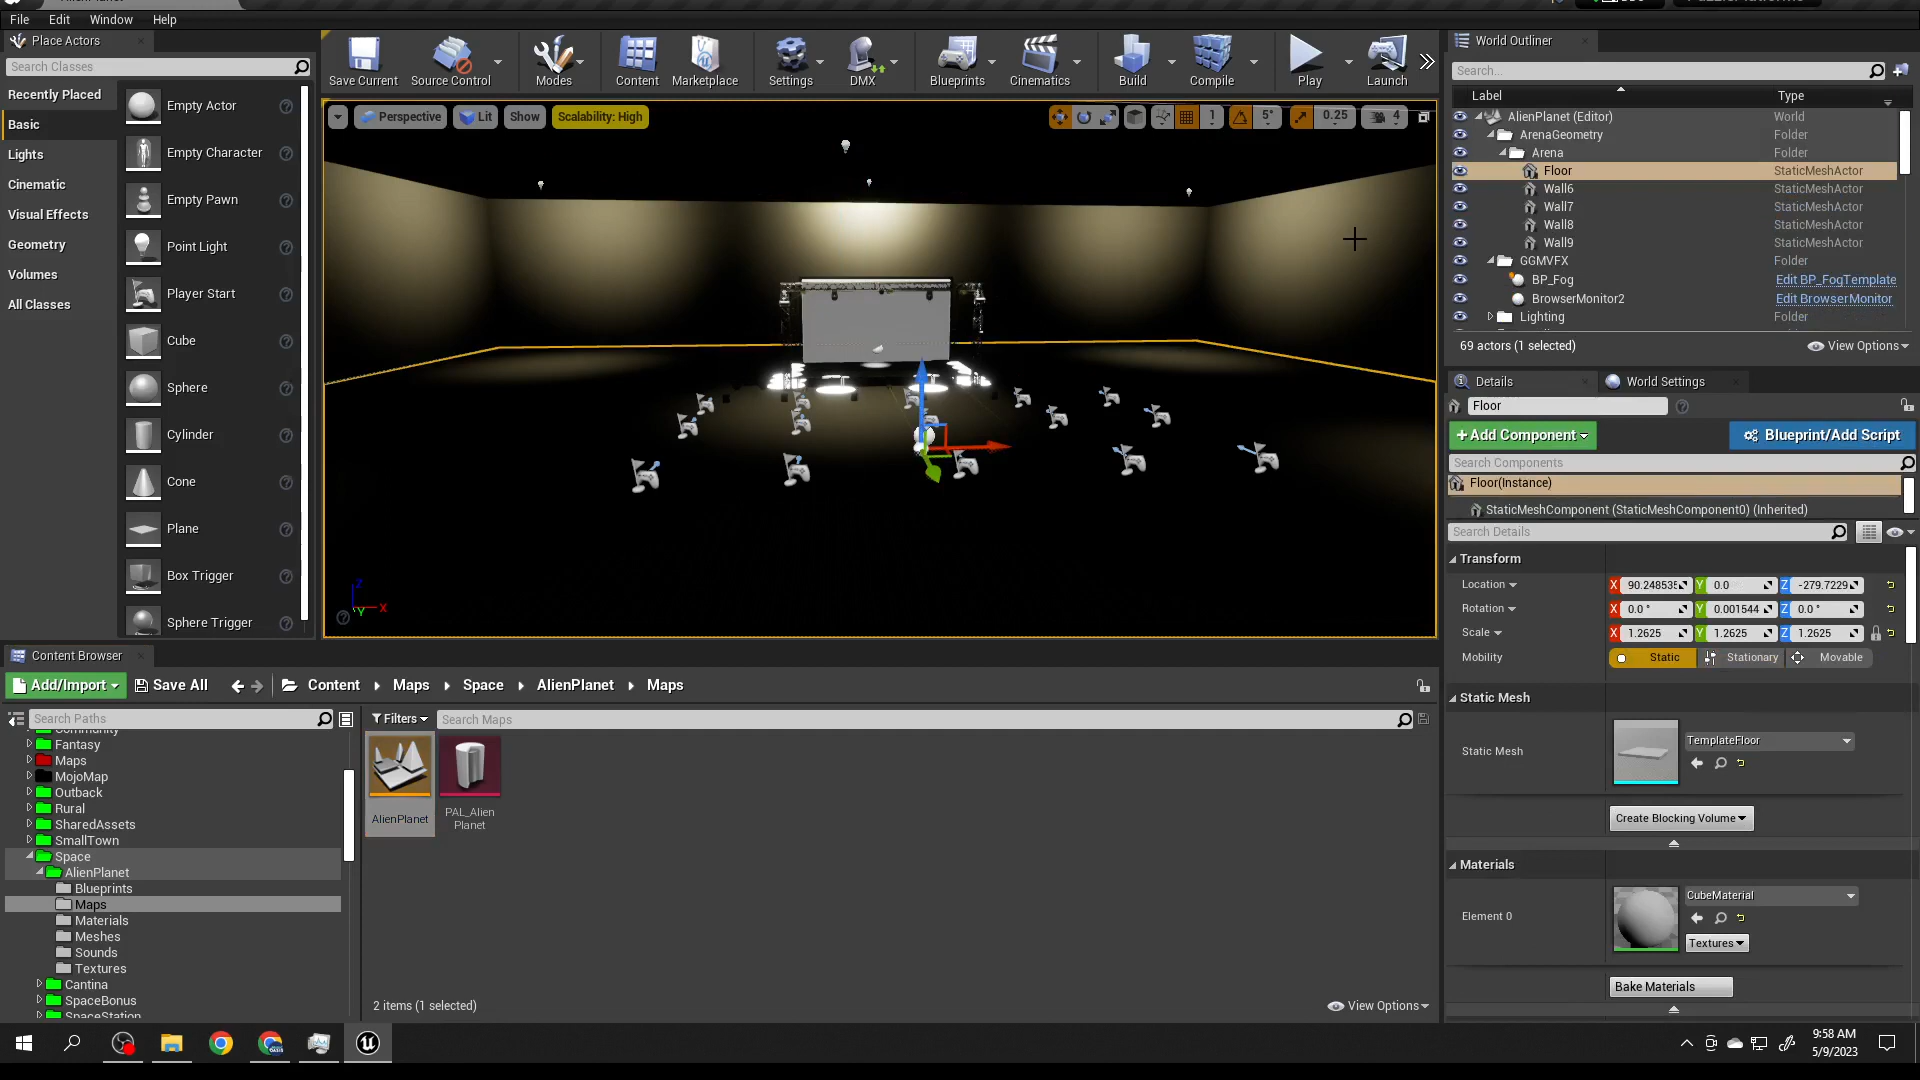 File Edit Window Help
Place Actors
Search Classes
Recently Placed
Basic
Lights
Cinematic
Visual Effects
Geometry
Volumes
All Classes
Empty Actor
Empty Character
Empty Pawn
Point Light
Player Start
Cube
Sphere
Cylinder
Cone
Plane
Box Trigger
Sphere Trigger
Save Current Source Control Modes Content Marketplace Settings DMX Blueprints Cinematics Build Compile Play Launch
Perspective Lit Show Scalability: High 1 5° 0.25 4
Z
X
Y
World Outliner
Search...
Label Type
AlienPlanet (Editor) World
ArenaGeometry Folder
Arena Folder
Floor StaticMeshActor
Wall6 StaticMeshActor
Wall7 StaticMeshActor
Wall8 StaticMeshActor
Wall9 StaticMeshActor
GGMVFX Folder
BP_Fog Edit BP_FogTemplate
BrowserMonitor2 Edit BrowserMonitor
Lighting Folder
69 actors (1 selected) View Options
Details World Settings
Floor
+Add Component Blueprint/Add Script
Search Components
Floor(Instance)
StaticMeshComponent (StaticMeshComponent0) (Inherited)
Search Details
Transform
Location X 90.248535 Y 0.0 Z -279.7229
Rotation X 0.0 ° Y 0.001544 Z 0.0 °
Scale X 1.2625 Y 1.2625 Z 1.2625
Mobility Static Stationary Movable
Static Mesh
Static Mesh TemplateFloor
Create Blocking Volume
Materials
Element 0 CubeMaterial
Textures
Bake Materials
Content Browser
Add/Import Save All Content Maps Space AlienPlanet Maps
Search Paths
Filters Search Maps
Community
Fantasy
Maps
MojoMap
Outback
Rural
SharedAssets
SmallTown
Space
AlienPlanet
Blueprints
Maps
Materials
Meshes
Sounds
Textures
Cantina
SpaceBonus
SpaceStation
AlienPlanet
PAL_Alien
Planet
2 items (1 selected) View Options
9:58 AM
5/9/2023